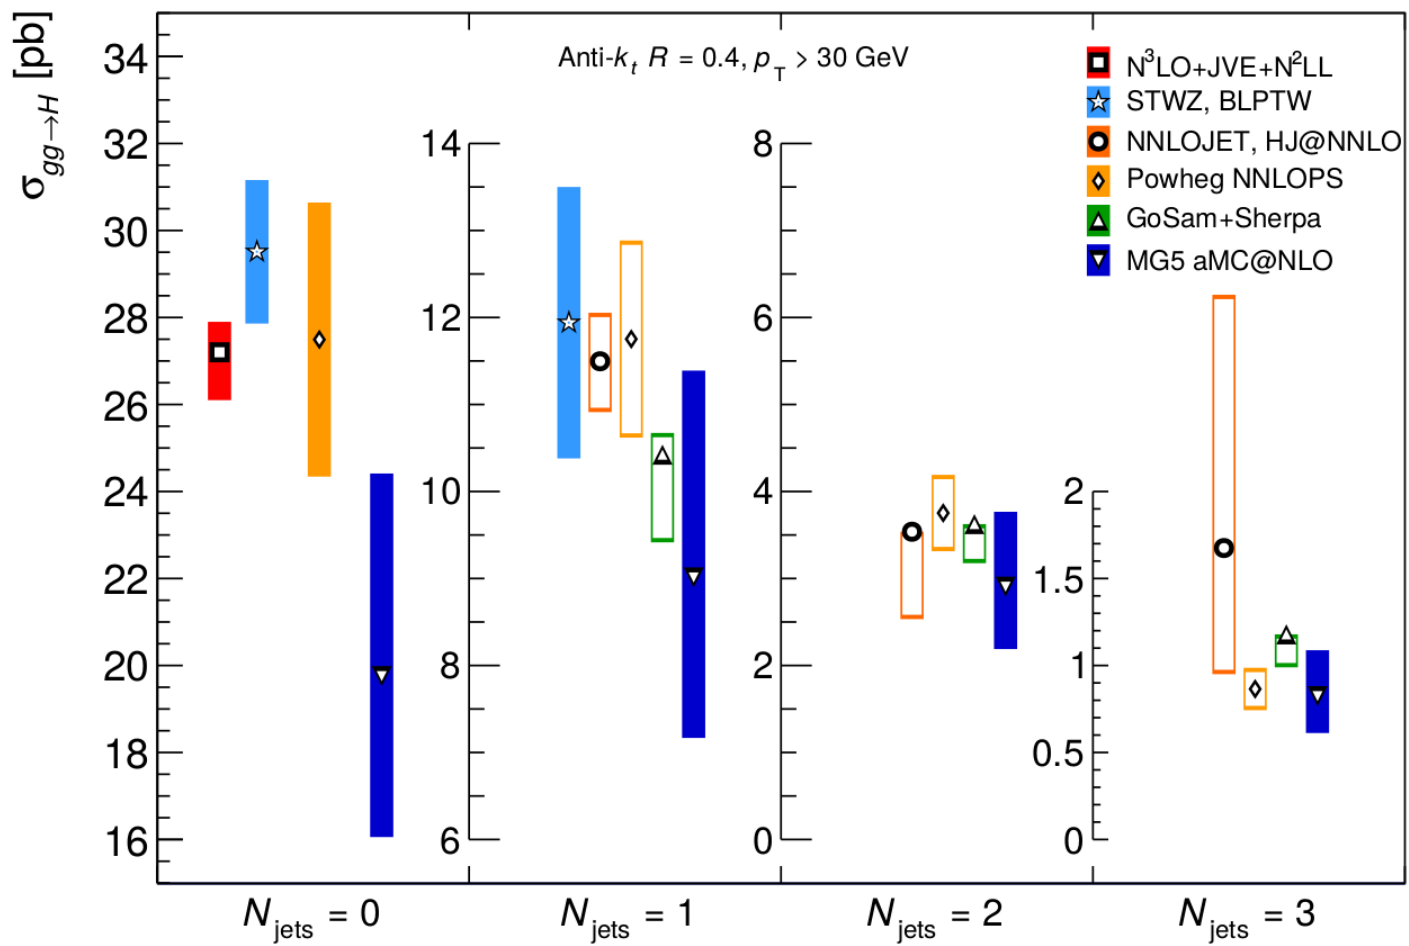 σgg→H [pb]
Anti-kt R = 0.4, pT > 30 GeV
N3LO+JVE+N2LL
STWZ, BLPTW
NNLOJET, HJ@NNLO
Powheg NNLOPS
GoSam+Sherpa
MG5 aMC@NLO
34
32
30
28
26
24
22
20
18
16
14
12
10
8
6
8
6
4
2
0
2
1.5
1
0.5
0
Njets = 0
Njets = 1
Njets = 2
Njets = 3